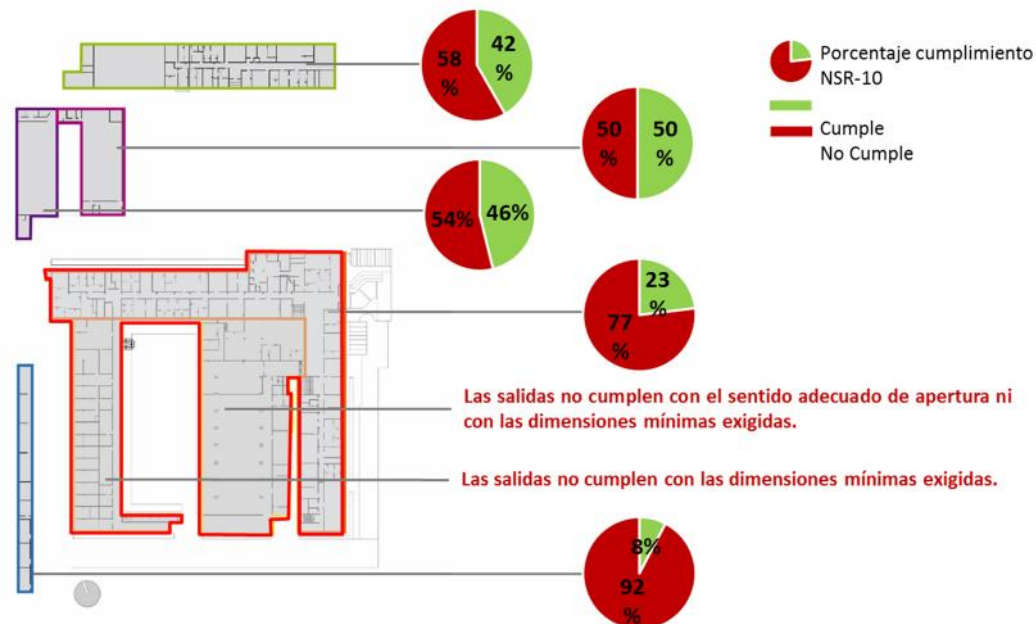 58
%
42
%
Porcentaje cumplimiento
NSR-10
Cumple
No Cumple
50
%
50
%
54%
46%
23
%
77
%
Las salidas no cumplen con el sentido adecuado de apertura ni
con las dimensiones mínimas exigidas.
Las salidas no cumplen con las dimensiones mínimas exigidas.
8%
92
%